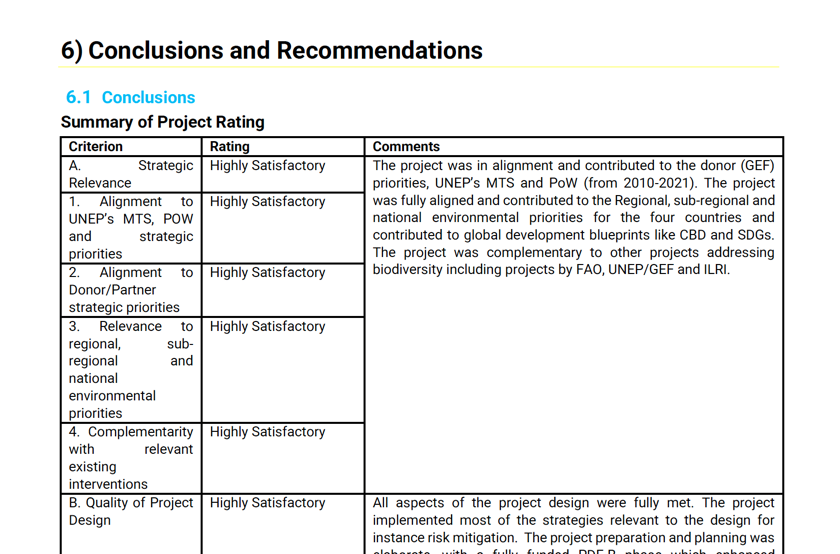 6) Conclusions and Recommendations
6.1 Conclusions
Summary of Project Rating
Criterion Rating Comments
A. Strategic
Relevance
Highly Satisfactory
1. Alignment to
UNEP's MTS, POW
and strategic
priorities
Highly Satisfactory
2. Alignment to
Donor/Partner
strategic priorities
Highly Satisfactory
3. Relevance to
regional, sub-
regional and
national
environmental
priorities
Highly Satisfactory
4. Complementarity
with relevant
existing
interventions
Highly Satisfactory
The project was in alignment and contributed to the donor (GEF)
priorities, UNEP's MTS and PoW (from 2010-2021). The project
was fully aligned and contributed to the Regional, sub-regional and
national environmental priorities for the four countries and
contributed to global development blueprints like CBD and SDGs.
The project was complementary to other projects addressing
biodiversity including projects by FAO, UNEP/GEF and ILRI.
B. Quality of Project
Design
Highly Satisfactory
All aspects of the project design were fully met. The project
implemented most of the strategies relevant to the design for
instance risk mitigation. The project preparation and planning was
elaborate, with a fully funded PDF-B phase which enhanced